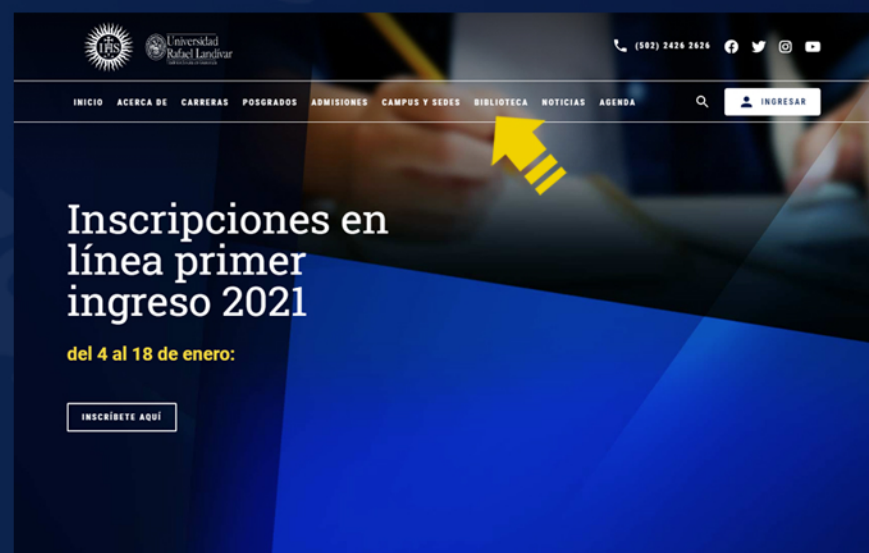 IHS
Universidad
Rafael Landívar
(502) 2426 2626
INICIO ACERCA DE CARRERAS POSGRADOS ADMISIONES CAMPUS Y SEDES BIBLIOTECA NOTICIAS AGENDA INGRESAR
Inscripciones en
línea primer
ingreso 2021
del 4 al 18 de enero:
INSCRÍBETE AQUÍ